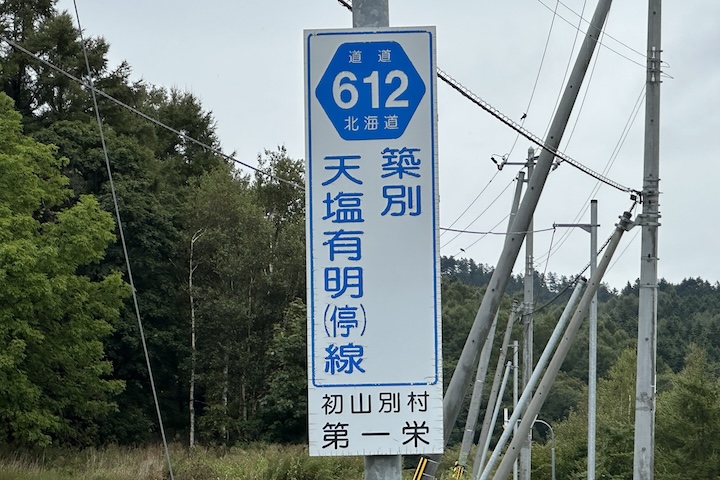 道道
612
北海道
築別
天塩有明(停)線
初山別村
第一栄